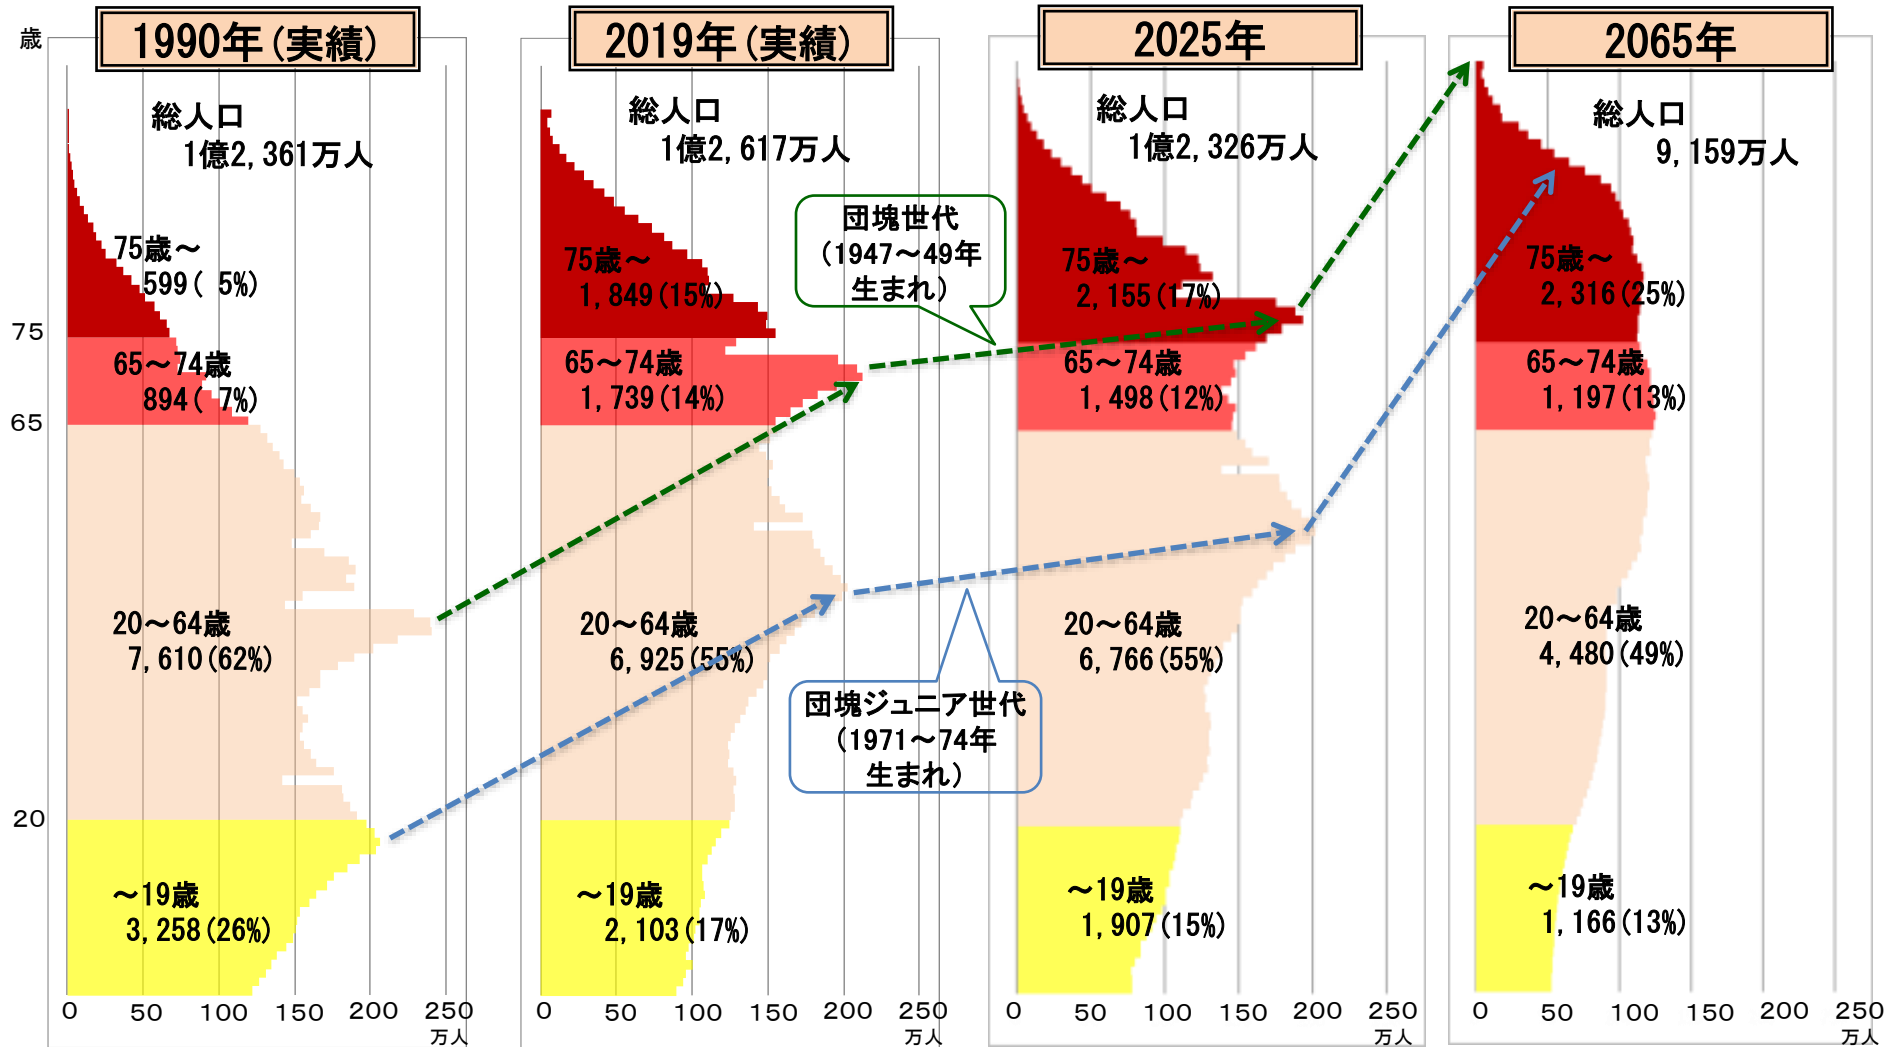 歳
1990年(実績)
総人口
1億2,361万人
75歳～
599( 5%)
65～74歳
894( 7%)
20～64歳
7,610(62%)
～19歳
3,258(26%)
75
65
20
0 50 100 150 200 250
万人
2019年(実績)
総人口
1億2,617万人
75歳～
1,849(15%)
65～74歳
1,739(14%)
20～64歳
6,925(55%)
～19歳
2,103(17%)
0 50 100 150 200 250
万人
団塊世代
(1947～49年
生まれ)
団塊ジュニア世代
(1971～74年
生まれ)
2025年
総人口
1億2,326万人
75歳～
2,155(17%)
65～74歳
1,498(12%)
20～64歳
6,766(55%)
～19歳
1,907(15%)
0 50 100 150 200 250
万人
2065年
総人口
9,159万人
75歳～
2,316(25%)
65～74歳
1,197(13%)
20～64歳
4,480(49%)
～19歳
1,166(13%)
0 50 100 150 200 250
万人